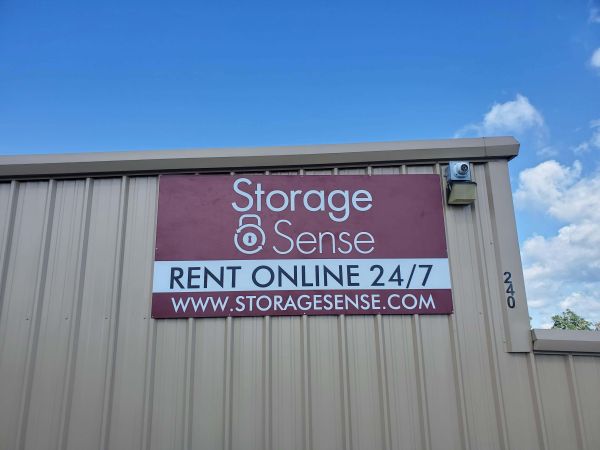 Storage
Sense
RENT ONLINE 24/7
WWW.STORAGESENSE.COM
240